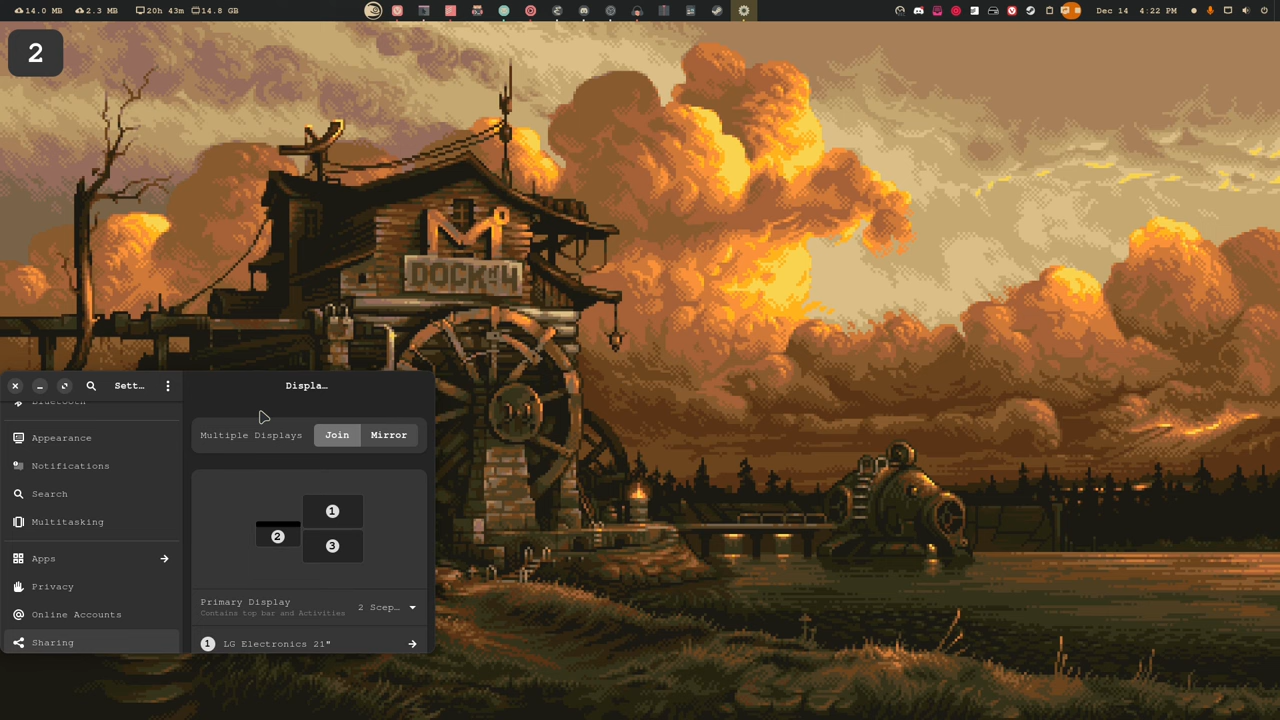 14.0 MB 2.3 MB 20h 43m 14.8 GB
Dec 14 4:22 PM
2
DOCK Nº4
Sett… Displa…
Bluetooth
Multiple Displays Join Mirror
Appearance
Notifications
Search
Multitasking
1
2
3
Apps
Privacy
Online Accounts
Sharing
Primary Display
Contains top bar and Activities
2 Scep…
1 LG Electronics 21"